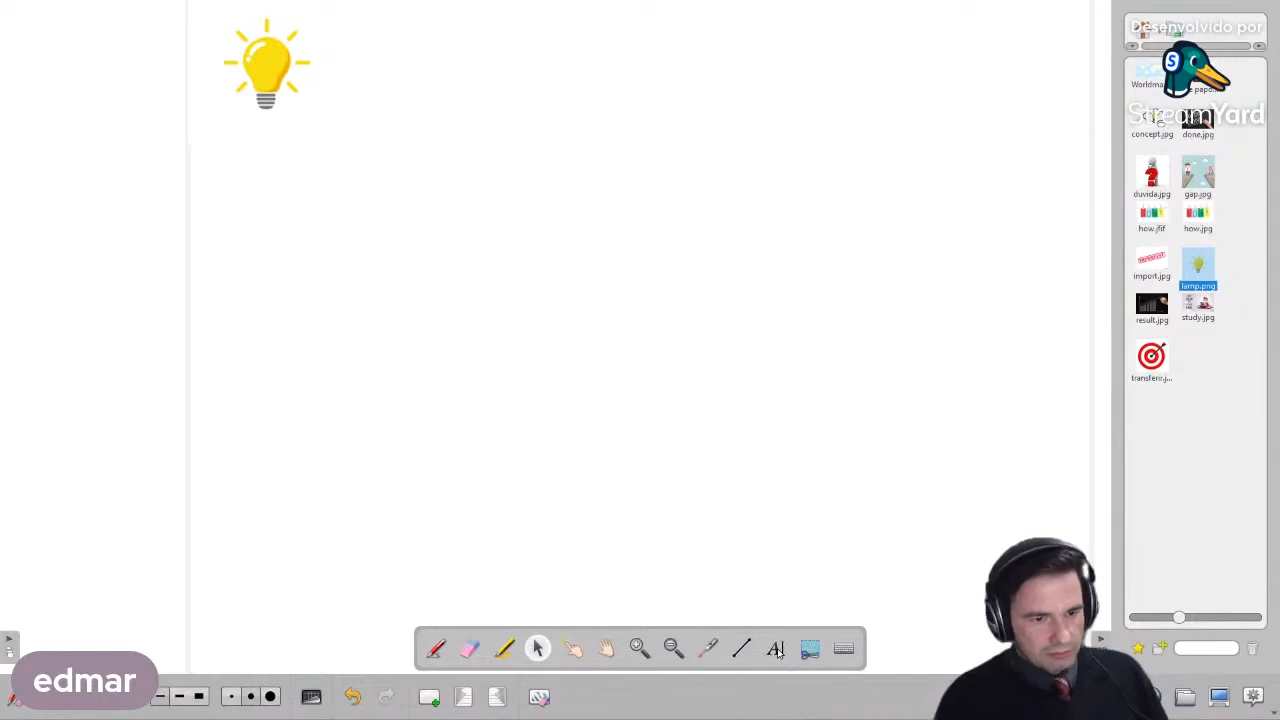 Desenvolvido por
S
StreamYard
concept.jpg
done.jpg
duvida.jpg
gap.jpg
how.jfif
how.jpg
import.jpg
lamp.png
result.jpg
study.jpg
transferir.j...
edmar